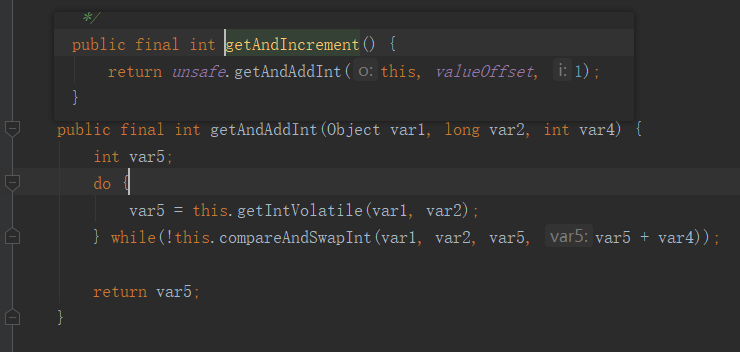 */
public final int getAndIncrement() {
return unsafe.getAndAddInt( o: this, valueOffset, i: 1);
}
public final int getAndAddInt(Object var1, long var2, int var4) {
int var5;
do {
var5 = this.getIntVolatile(var1, var2);
} while(!this.compareAndSwapInt(var1, var2, var5, var5: var5 + var4));
return var5;
}